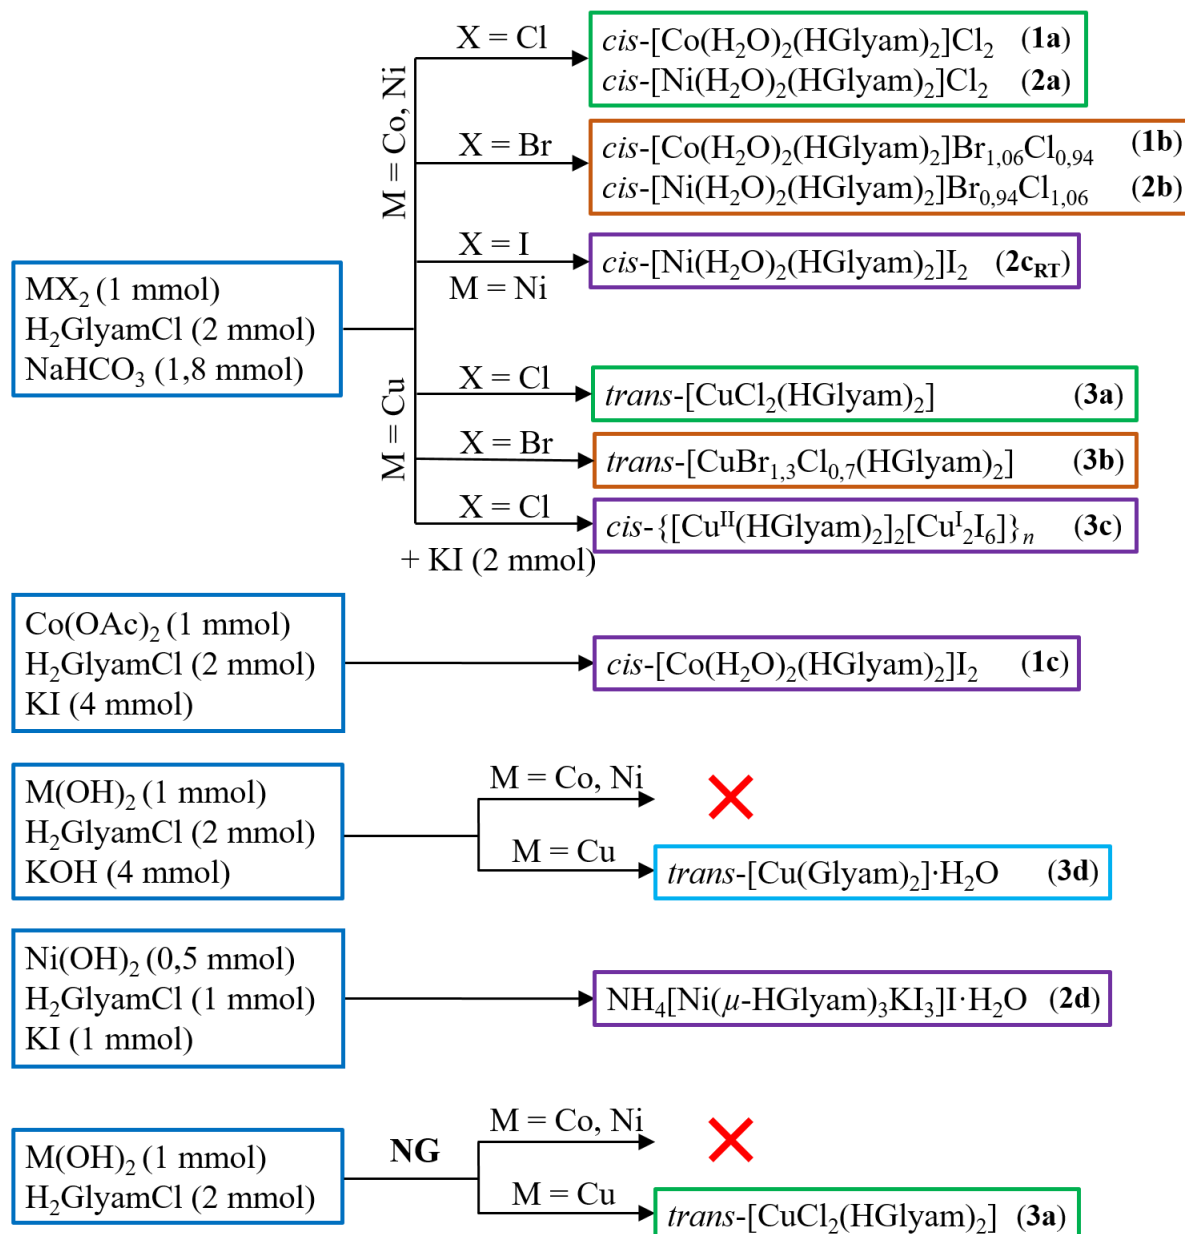 MX₂ (1 mmol)
H₂GlyamCl (2 mmol)
NaHCO₃ (1,8 mmol)
M = Co, Ni
X = Cl
cis-[Co(H₂O)₂(HGlyam)₂]Cl₂ (1a)
cis-[Ni(H₂O)₂(HGlyam)₂]Cl₂ (2a)
X = Br
cis-[Co(H₂O)₂(HGlyam)₂]Br₁,₀₆Cl₀,₉₄ (1b)
cis-[Ni(H₂O)₂(HGlyam)₂]Br₀,₉₄Cl₁,₀₆ (2b)
X = I
M = Ni
cis-[Ni(H₂O)₂(HGlyam)₂]I₂ (2c_RT)
M = Cu
X = Cl
trans-[CuCl₂(HGlyam)₂] (3a)
X = Br
trans-[CuBr₁,₃Cl₀,₇(HGlyam)₂] (3b)
X = Cl
+ KI (2 mmol)
cis-{[Cuᴵᴵ(HGlyam)₂]₂[Cuᴵ₂I₆]}ₙ (3c)
Co(OAc)₂ (1 mmol)
H₂GlyamCl (2 mmol)
KI (4 mmol)
cis-[Co(H₂O)₂(HGlyam)₂]I₂ (1c)
M(OH)₂ (1 mmol)
H₂GlyamCl (2 mmol)
KOH (4 mmol)
M = Co, Ni
M = Cu
trans-[Cu(Glyam)₂]·H₂O (3d)
Ni(OH)₂ (0,5 mmol)
H₂GlyamCl (1 mmol)
KI (1 mmol)
NH₄[Ni(μ-HGlyam)₃KI₃]I·H₂O (2d)
M(OH)₂ (1 mmol)
H₂GlyamCl (2 mmol)
NG
M = Co, Ni
M = Cu
trans-[CuCl₂(HGlyam)₂] (3a)